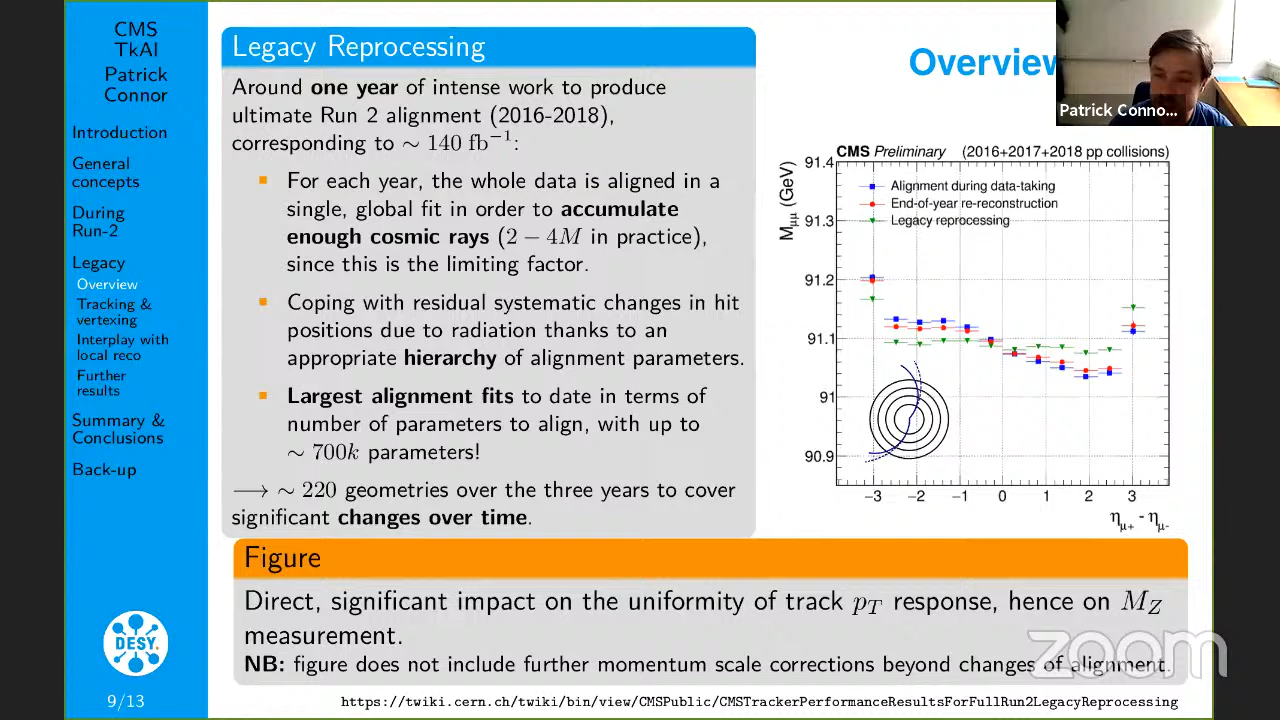 CMS
TkAl
Patrick
Connor
Introduction
General
concepts
During
Run-2
Legacy
Overview
Tracking &
vertexing
Interplay with
local reco
Further
results
Summary &
Conclusions
Back-up
DESY.
9/13
Legacy Reprocessing
Around one year of intense work to produce
ultimate Run 2 alignment (2016-2018),
corresponding to ∼ 140 fb⁻¹:
For each year, the whole data is aligned in a
single, global fit in order to accumulate
enough cosmic rays (2 − 4M in practice),
since this is the limiting factor.
Coping with residual systematic changes in hit
positions due to radiation thanks to an
appropriate hierarchy of alignment parameters.
Largest alignment fits to date in terms of
number of parameters to align, with up to
∼ 700k parameters!
⟶ ∼ 220 geometries over the three years to cover
significant changes over time.
Patrick Conno...
CMS Preliminary (2016+2017+2018 pp collisions)
Mμμ (GeV)
91.4
91.3
91.2
91.1
91
90.9
Alignment during data-taking
End-of-year re-reconstruction
Legacy reprocessing
−3 −2 −1 0 1 2 3
ημ+ - ημ-
Figure
Direct, significant impact on the uniformity of track pT response, hence on MZ
measurement.
NB: figure does not include further momentum scale corrections beyond changes of alignment.
zoom
https://twiki.cern.ch/twiki/bin/view/CMSPublic/CMSTrackerPerformanceResultsForFullRun2LegacyReprocessing